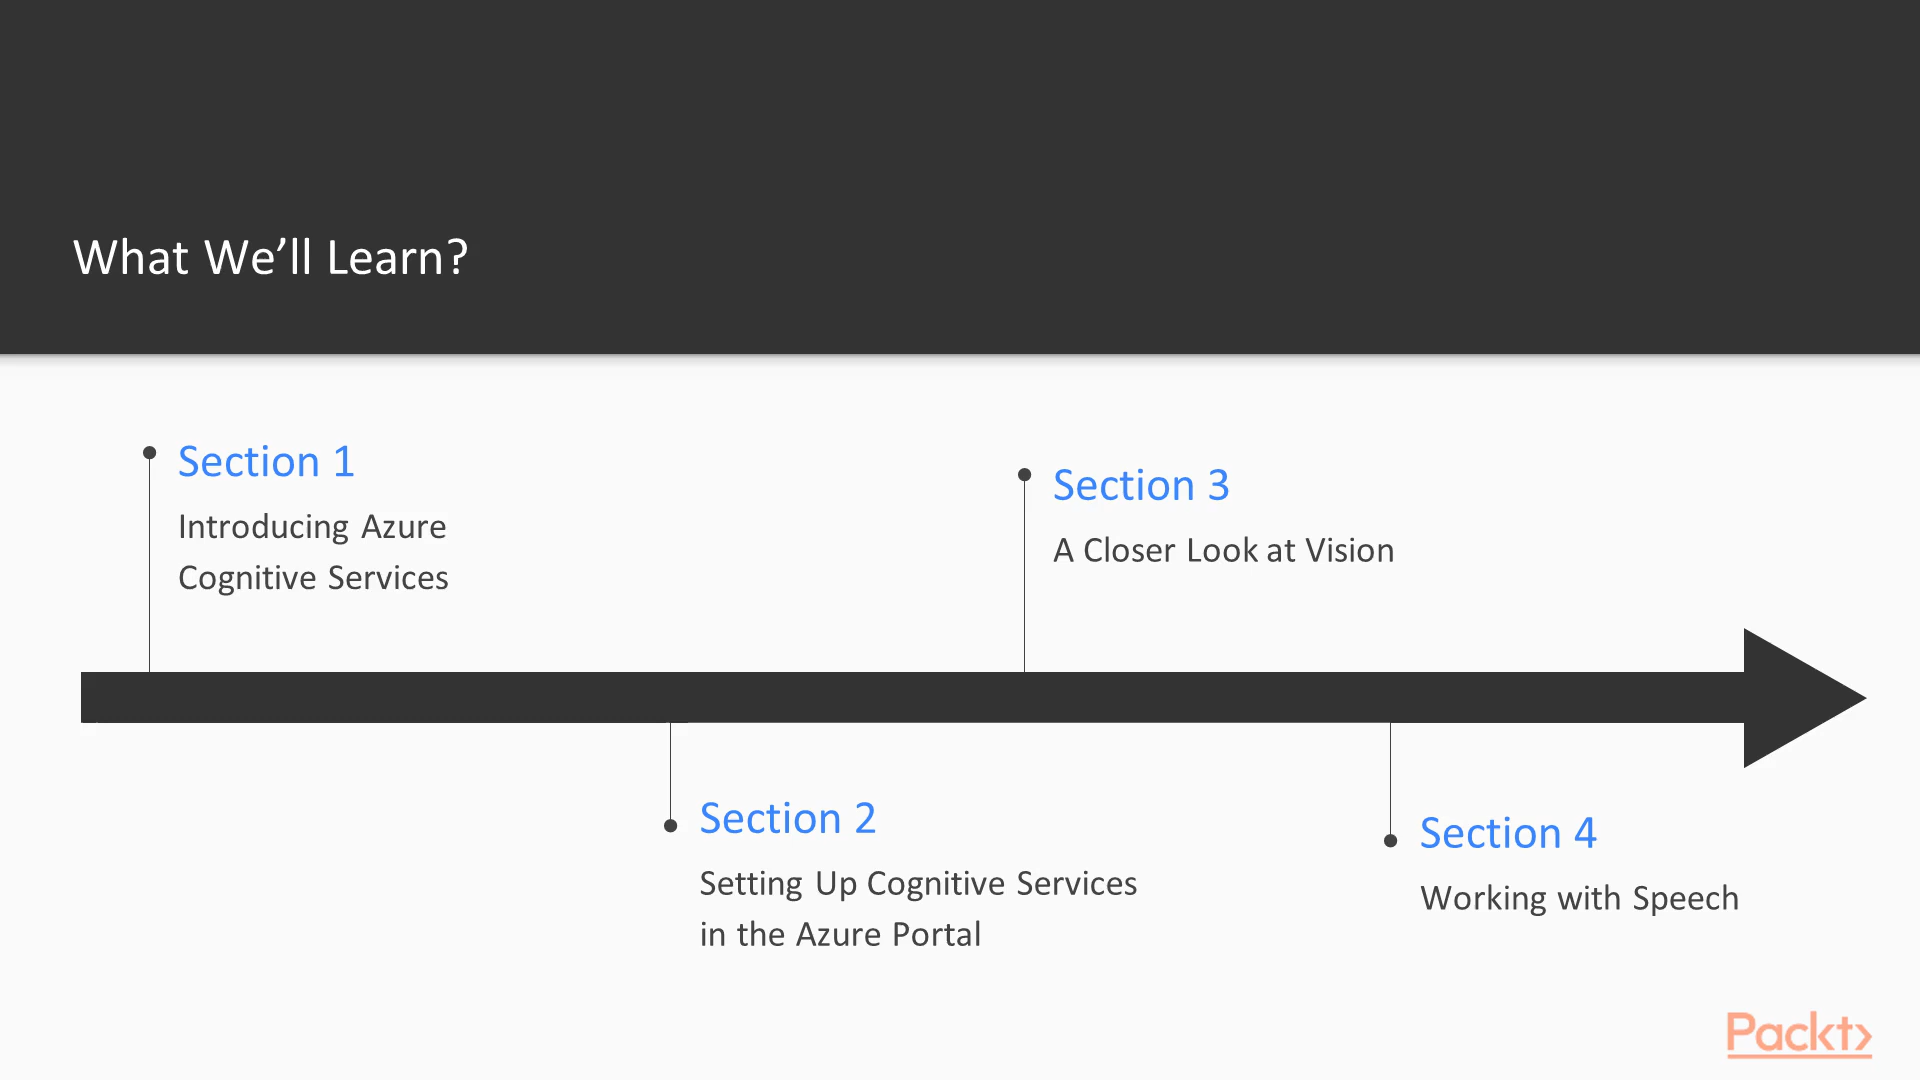 What We’ll Learn?
Section 1
Introducing Azure
Cognitive Services
Section 3
A Closer Look at Vision
Section 2
Setting Up Cognitive Services
in the Azure Portal
Section 4
Working with Speech
Packt>